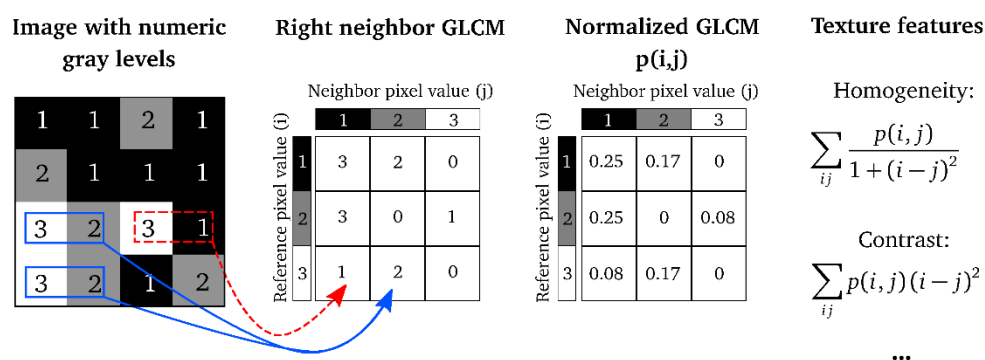 Image with numeric
gray levels
1 1 2 1
2 1 1 1
3 2 3 1
3 2 1 2
Right neighbor GLCM
Neighbor pixel value (j)
Reference pixel value (i)
1 2 3
1 3 2 0
2 3 0 1
3 1 2 0
Normalized GLCM
p(i,j)
Neighbor pixel value (j)
Reference pixel value (i)
1 2 3
1 0.25 0.17 0
2 0.25 0 0.08
3 0.08 0.17 0
Texture features
Homogeneity:
∑_{ij} p(i, j) / 1 + (i − j)²
Contrast:
∑_{ij} p(i, j)(i − j)²
...